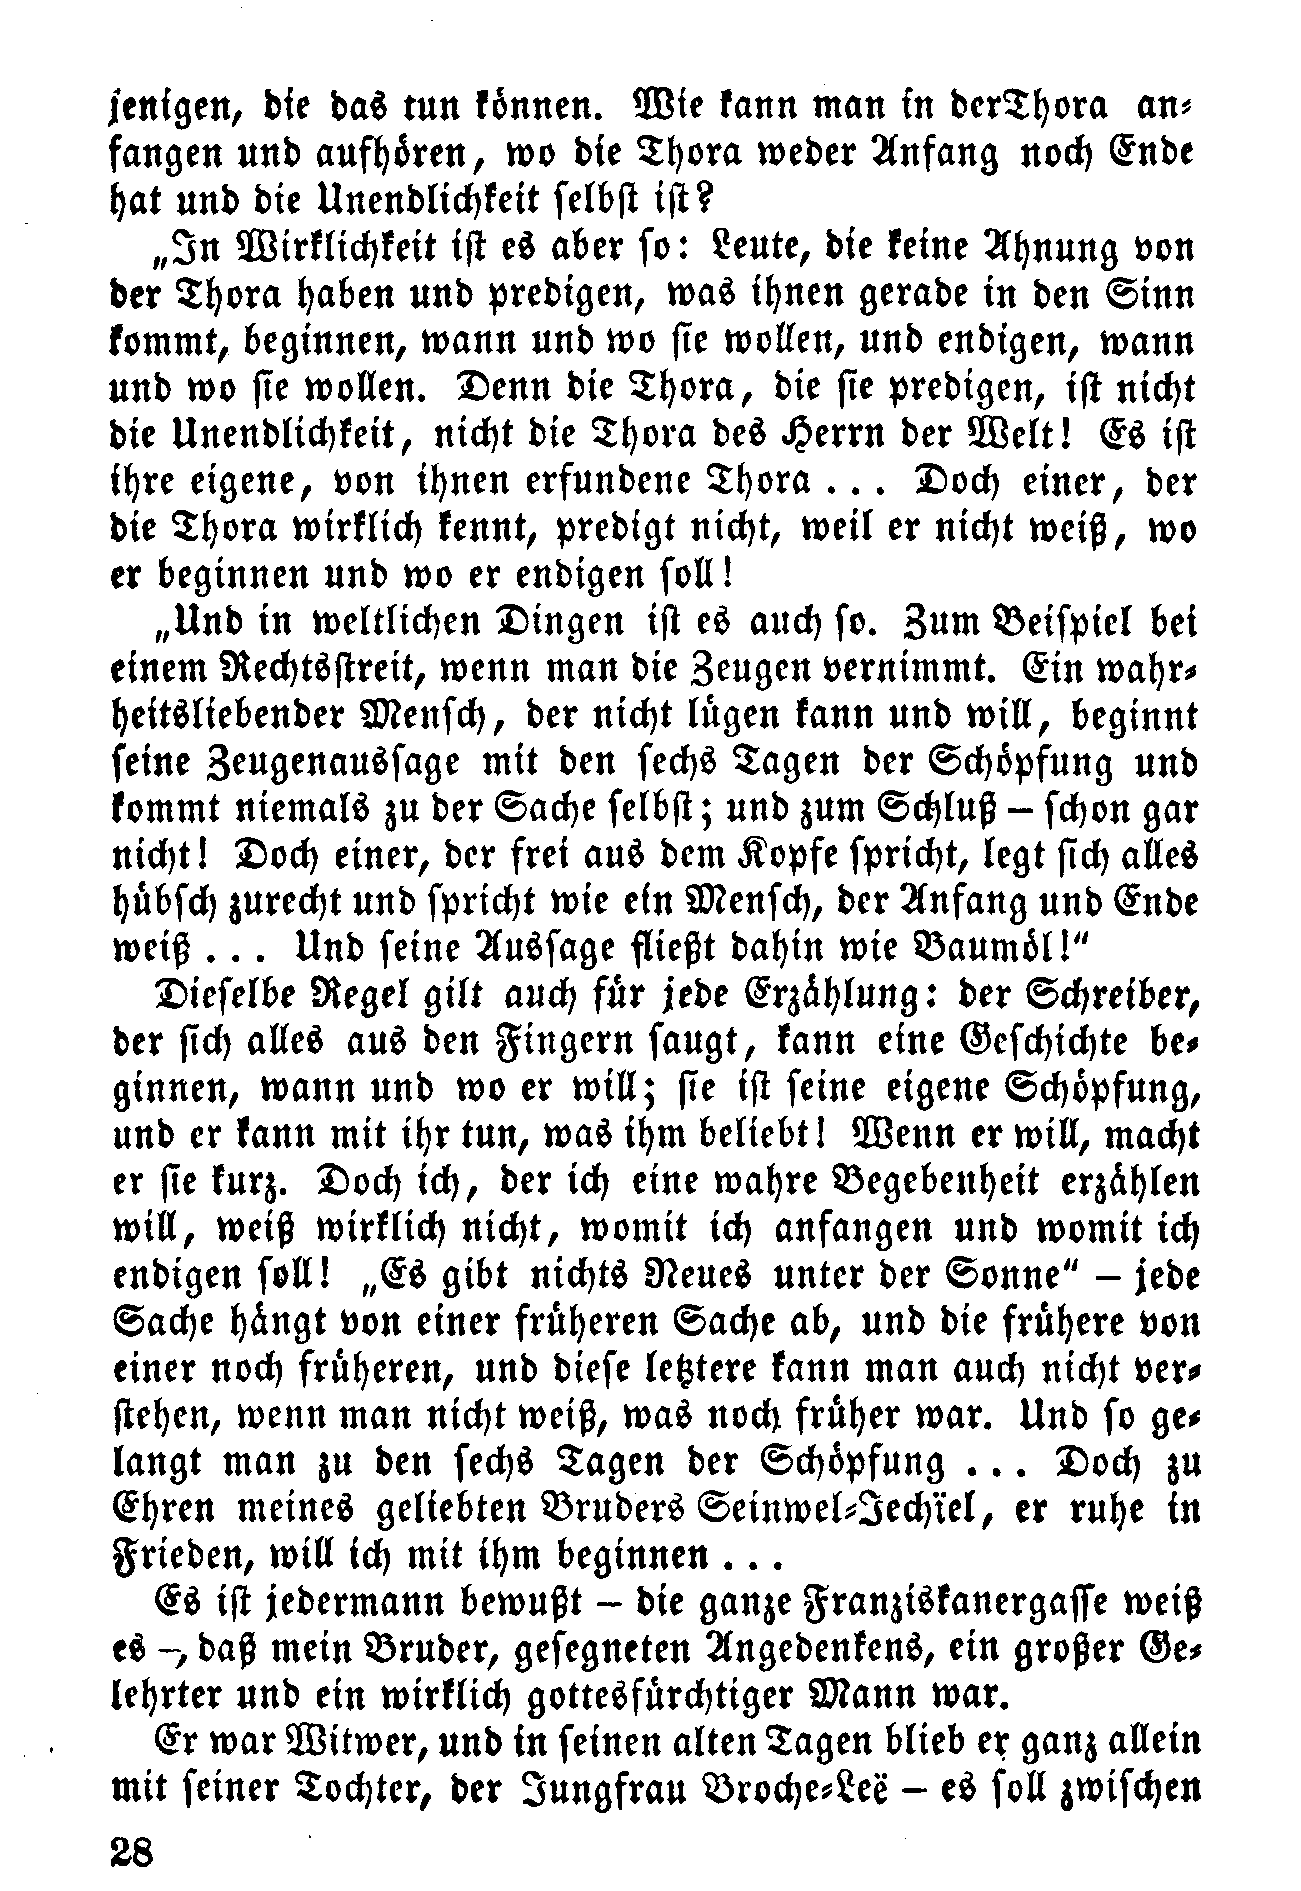 jenigen, die das tun können. Wie kann man in derThora an-
fangen und aufhören, wo die Thora weder Anfang noch Ende
hat und die Unendlichkeit selbst ist?
„In Wirklichkeit ist es aber so: Leute, die keine Ahnung von
der Thora haben und predigen, was ihnen gerade in den Sinn
kommt, beginnen, wann und wo sie wollen, und endigen, wann
und wo sie wollen. Denn die Thora, die sie predigen, ist nicht
die Unendlichkeit, nicht die Thora des Herrn der Welt! Es ist
ihre eigene, von ihnen erfundene Thora ... Doch einer, der
die Thora wirklich kennt, predigt nicht, weil er nicht weiß, wo
er beginnen und wo er endigen soll!
„Und in weltlichen Dingen ist es auch so. Zum Beispiel bei
einem Rechtsstreit, wenn man die Zeugen vernimmt. Ein wahr-
heitsliebender Mensch, der nicht lügen kann und will, beginnt
seine Zeugenaussage mit den sechs Tagen der Schöpfung und
kommt niemals zu der Sache selbst; und zum Schluß – schon gar
nicht! Doch einer, der frei aus dem Kopfe spricht, legt sich alles
hübsch zurecht und spricht wie ein Mensch, der Anfang und Ende
weiß ... Und seine Aussage fließt dahin wie Baumöl!“
Dieselbe Regel gilt auch für jede Erzählung: der Schreiber,
der sich alles aus den Fingern saugt, kann eine Geschichte be-
ginnen, wann und wo er will; sie ist seine eigene Schöpfung,
und er kann mit ihr tun, was ihm beliebt! Wenn er will, macht
er sie kurz. Doch ich, der ich eine wahre Begebenheit erzählen
will, weiß wirklich nicht, womit ich anfangen und womit ich
endigen soll! „Es gibt nichts Neues unter der Sonne“ – jede
Sache hängt von einer früheren Sache ab, und die frühere von
einer noch früheren, und diese letztere kann man auch nicht ver-
stehen, wenn man nicht weiß, was noch früher war. Und so ge-
langt man zu den sechs Tagen der Schöpfung ... Doch zu
Ehren meines geliebten Bruders Seinwel-Jechïel, er ruhe in
Frieden, will ich mit ihm beginnen ...
Es ist jedermann bewußt – die ganze Franziskanergasse weiß
es –, daß mein Bruder, gesegneten Angedenkens, ein großer Ge-
lehrter und ein wirklich gottesfürchtiger Mann war.
Er war Witwer, und in seinen alten Tagen blieb er ganz allein
mit seiner Tochter, der Jungfrau Broche-Leë – es soll zwischen
28